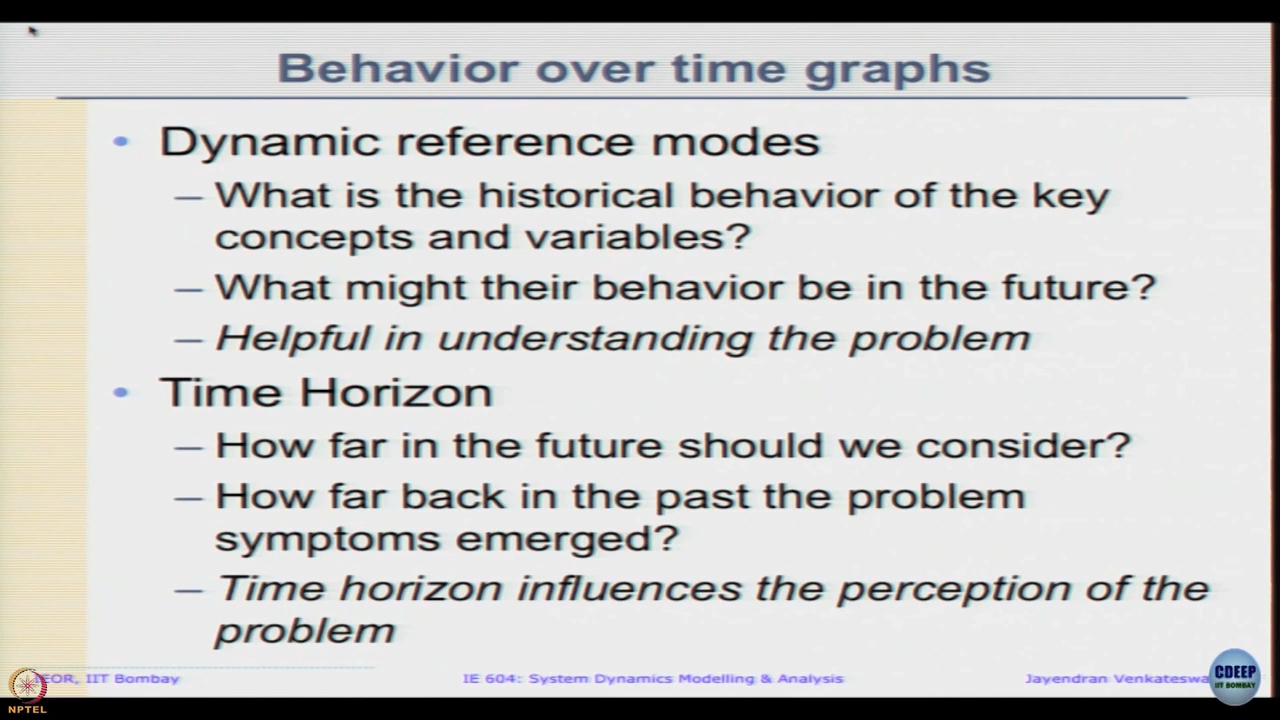 Behavior over time graphs
• Dynamic reference modes
– What is the historical behavior of the key
concepts and variables?
– What might their behavior be in the future?
– Helpful in understanding the problem
• Time Horizon
– How far in the future should we consider?
– How far back in the past the problem
symptoms emerged?
– Time horizon influences the perception of the
problem
IEOR, IIT Bombay
IE 604: System Dynamics Modelling & Analysis
Jayendran Venkateswa
CDEEP
IIT BOMBAY
NPTEL